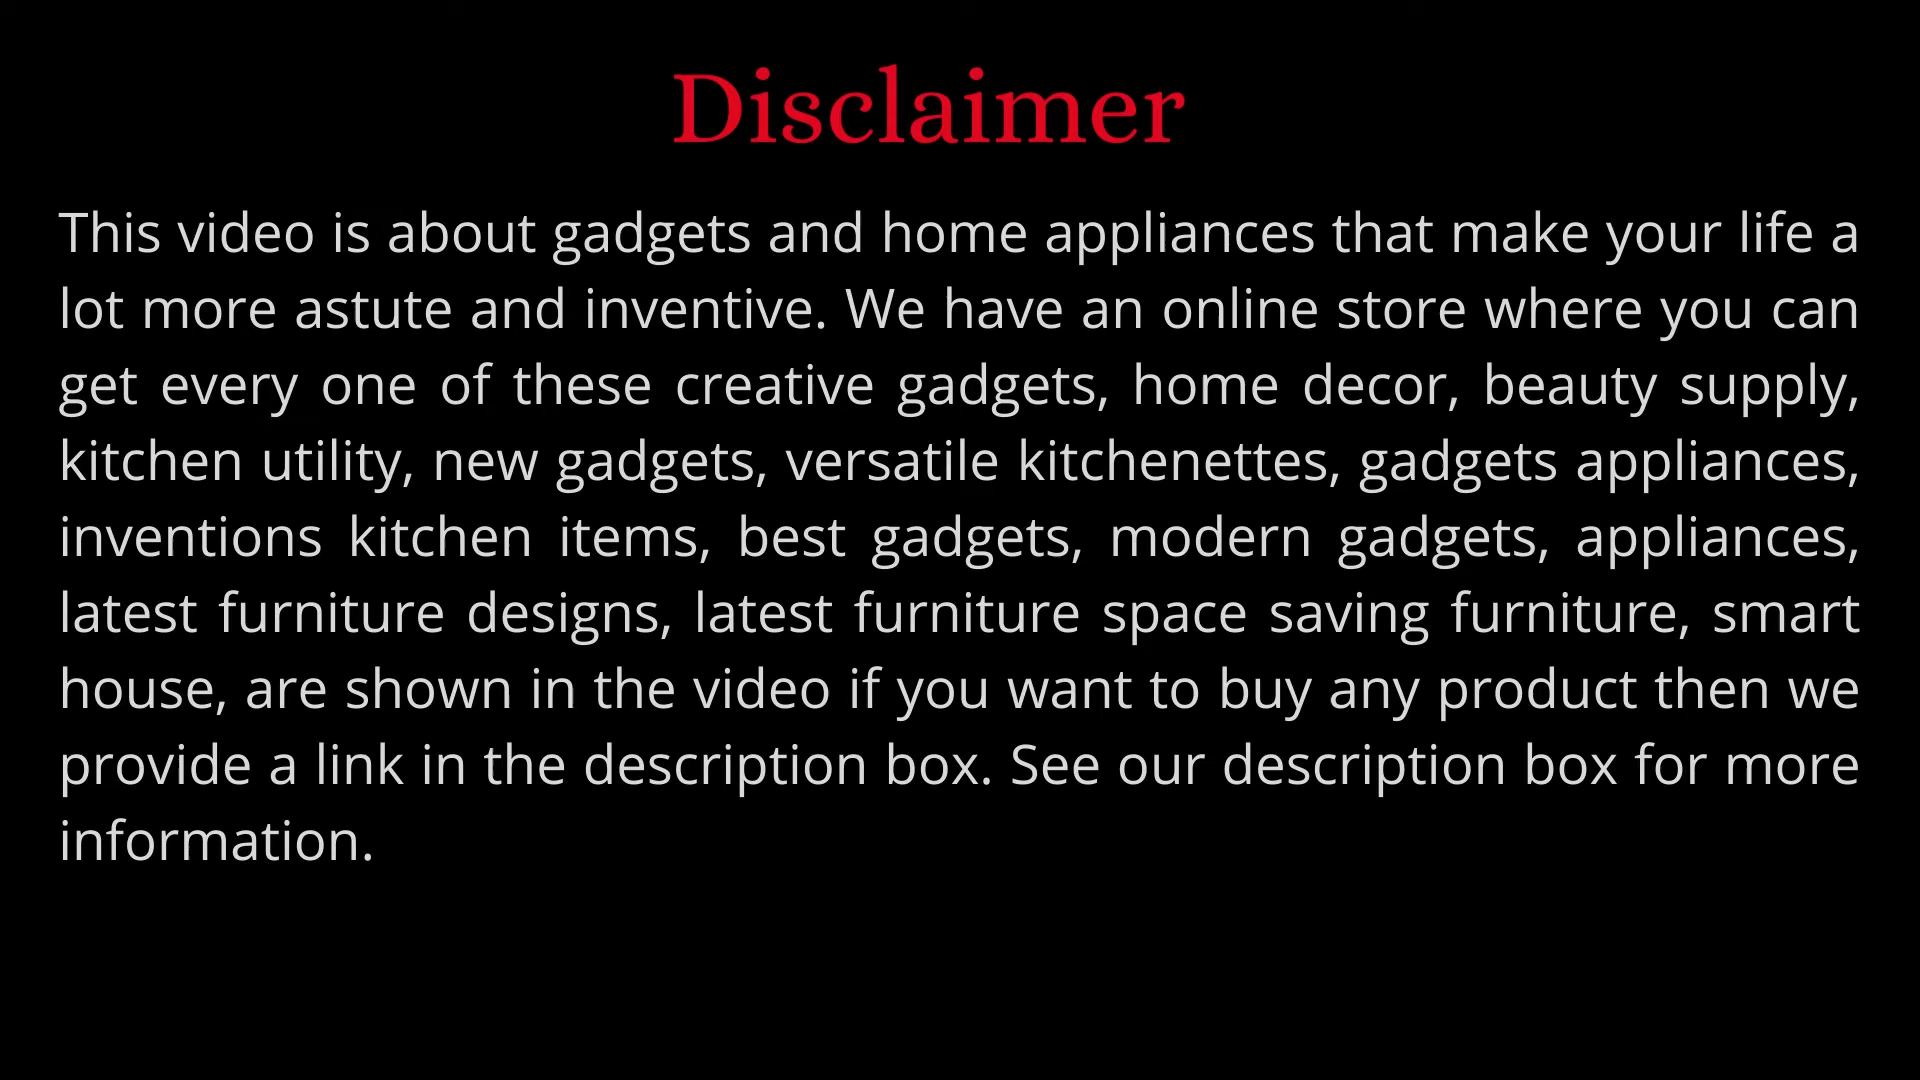 Disclaimer
This video is about gadgets and home appliances that make your life a
lot more astute and inventive. We have an online store where you can
get every one of these creative gadgets, home decor, beauty supply,
kitchen utility, new gadgets, versatile kitchenettes, gadgets appliances,
inventions kitchen items, best gadgets, modern gadgets, appliances,
latest furniture designs, latest furniture space saving furniture, smart
house, are shown in the video if you want to buy any product then we
provide a link in the description box. See our description box for more
information.